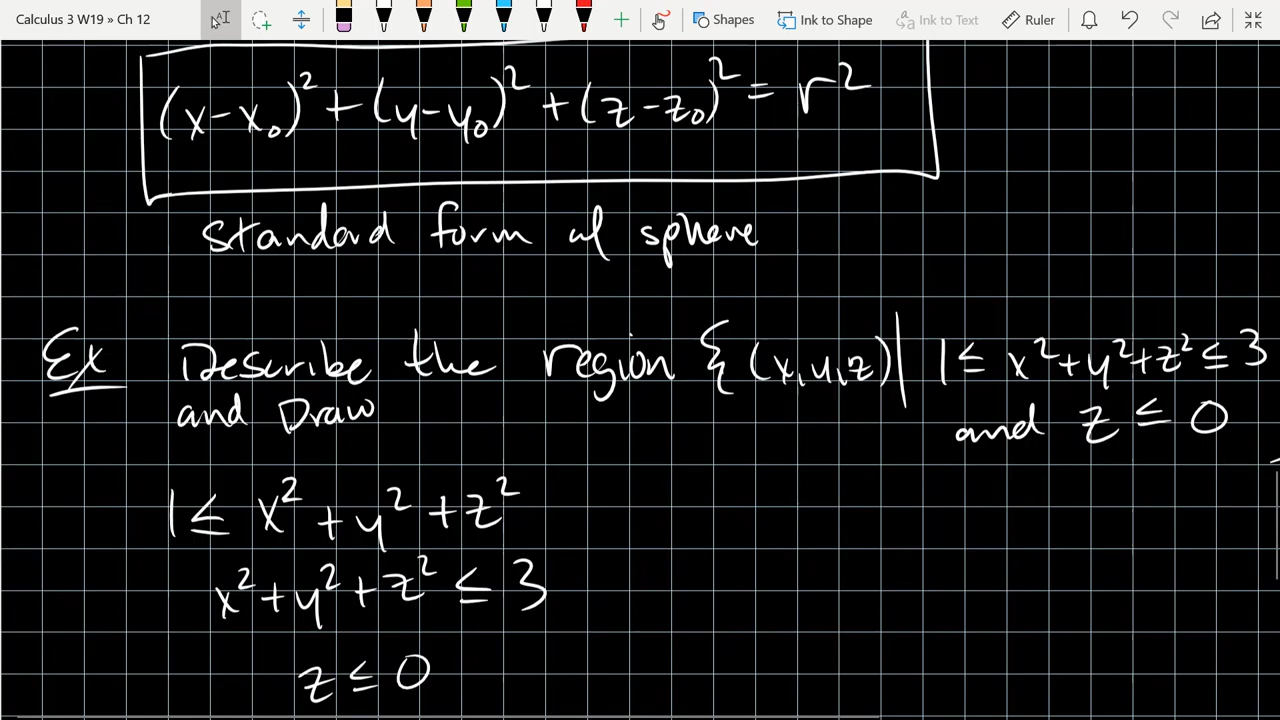 Calculus 3 W19 » Ch 12 Shapes Ink to Shape Ink to Text Ruler
(x-x₀)² + (y-y₀)² + (z-z₀)² = r²
standard form of sphere
Ex Describe the region {(x,y,z)| 1 ≤ x²+y²+z² ≤ 3
and Draw and z ≤ 0
1 ≤ x² + y² + z²
x² + y² + z² ≤ 3
z ≤ 0